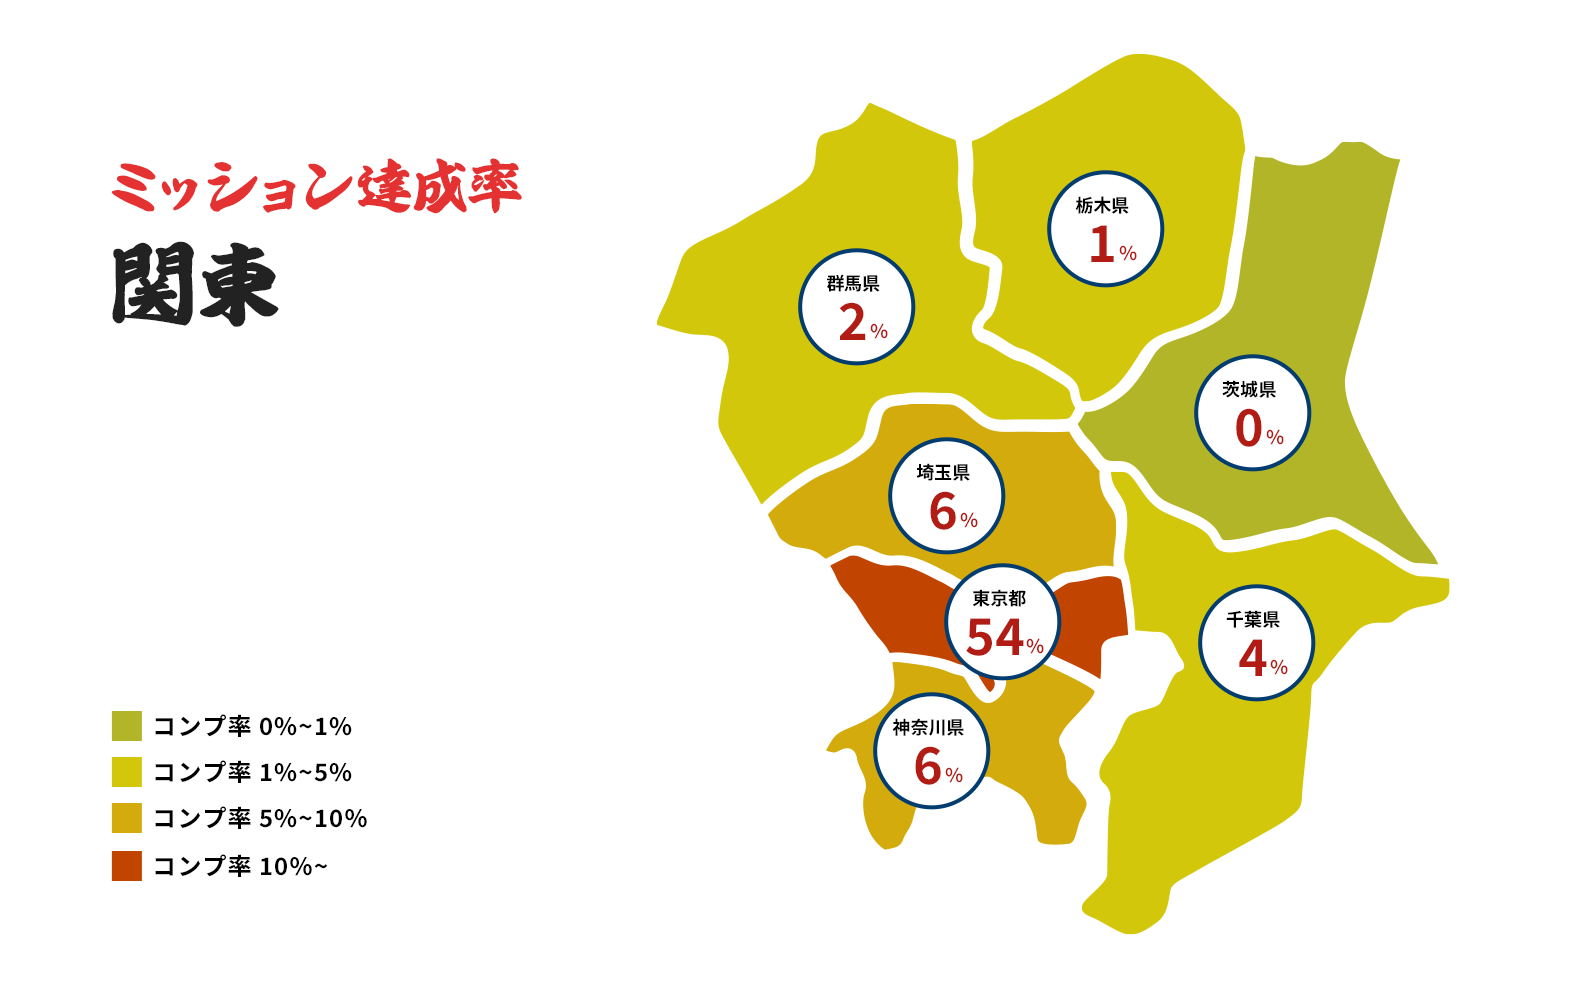 ミッション達成率
関東
栃木県
1%
群馬県
2%
茨城県
0%
埼玉県
6%
東京都
54%
千葉県
4%
神奈川県
6%
コンプ率 0%~1%
コンプ率 1%~5%
コンプ率 5%~10%
コンプ率 10%~